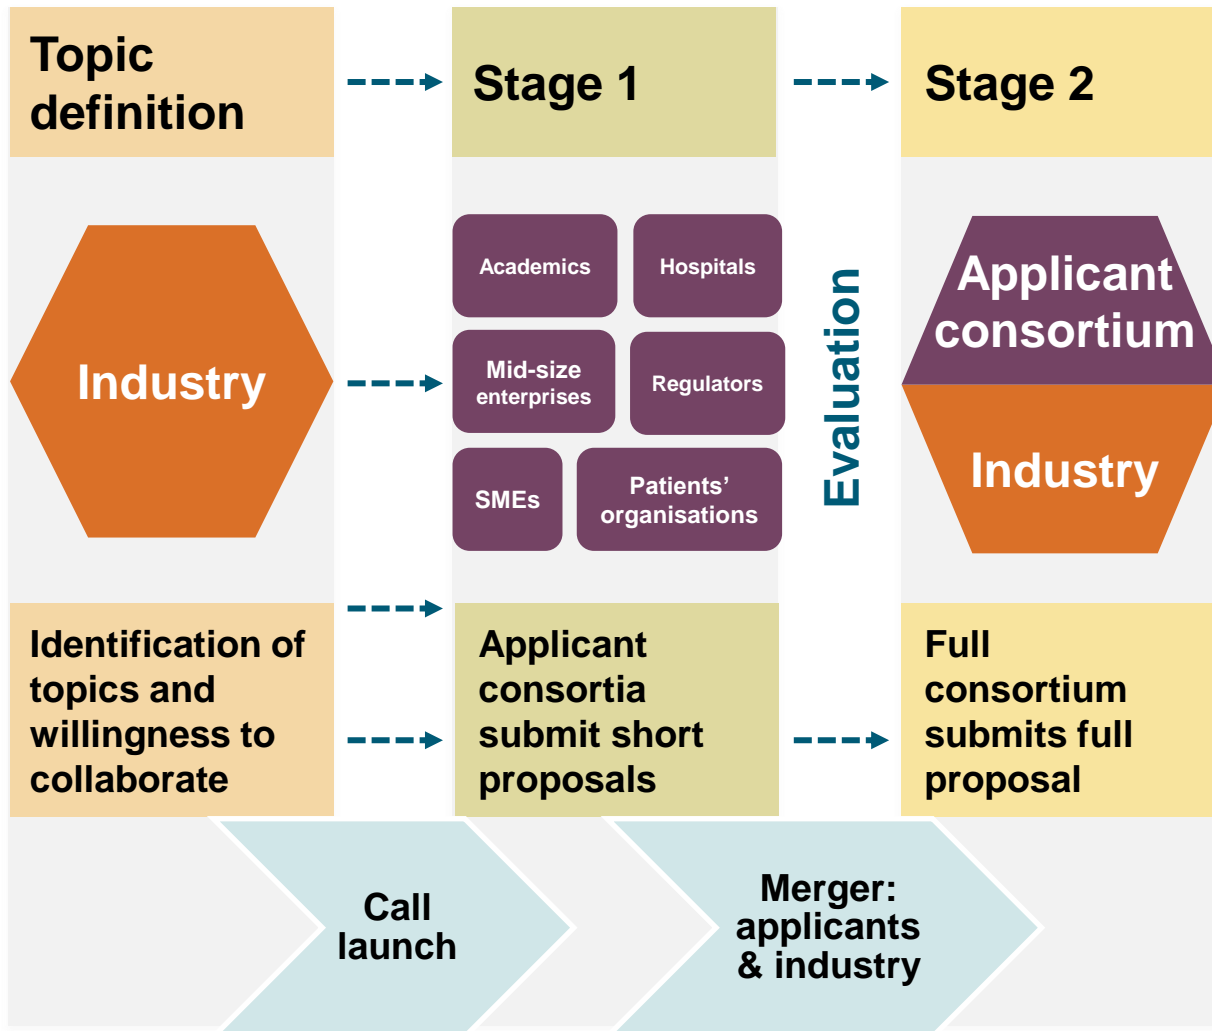 Topic
definition
Stage 1
Stage 2
Industry
Academics
Hospitals
Mid-size
enterprises
Regulators
SMEs
Patients’
organisations
Evaluation
Applicant
consortium
Industry
Identification of
topics and
willingness to
collaborate
Applicant
consortia
submit short
proposals
Full
consortium
submits full
proposal
Call
launch
Merger:
applicants
& industry